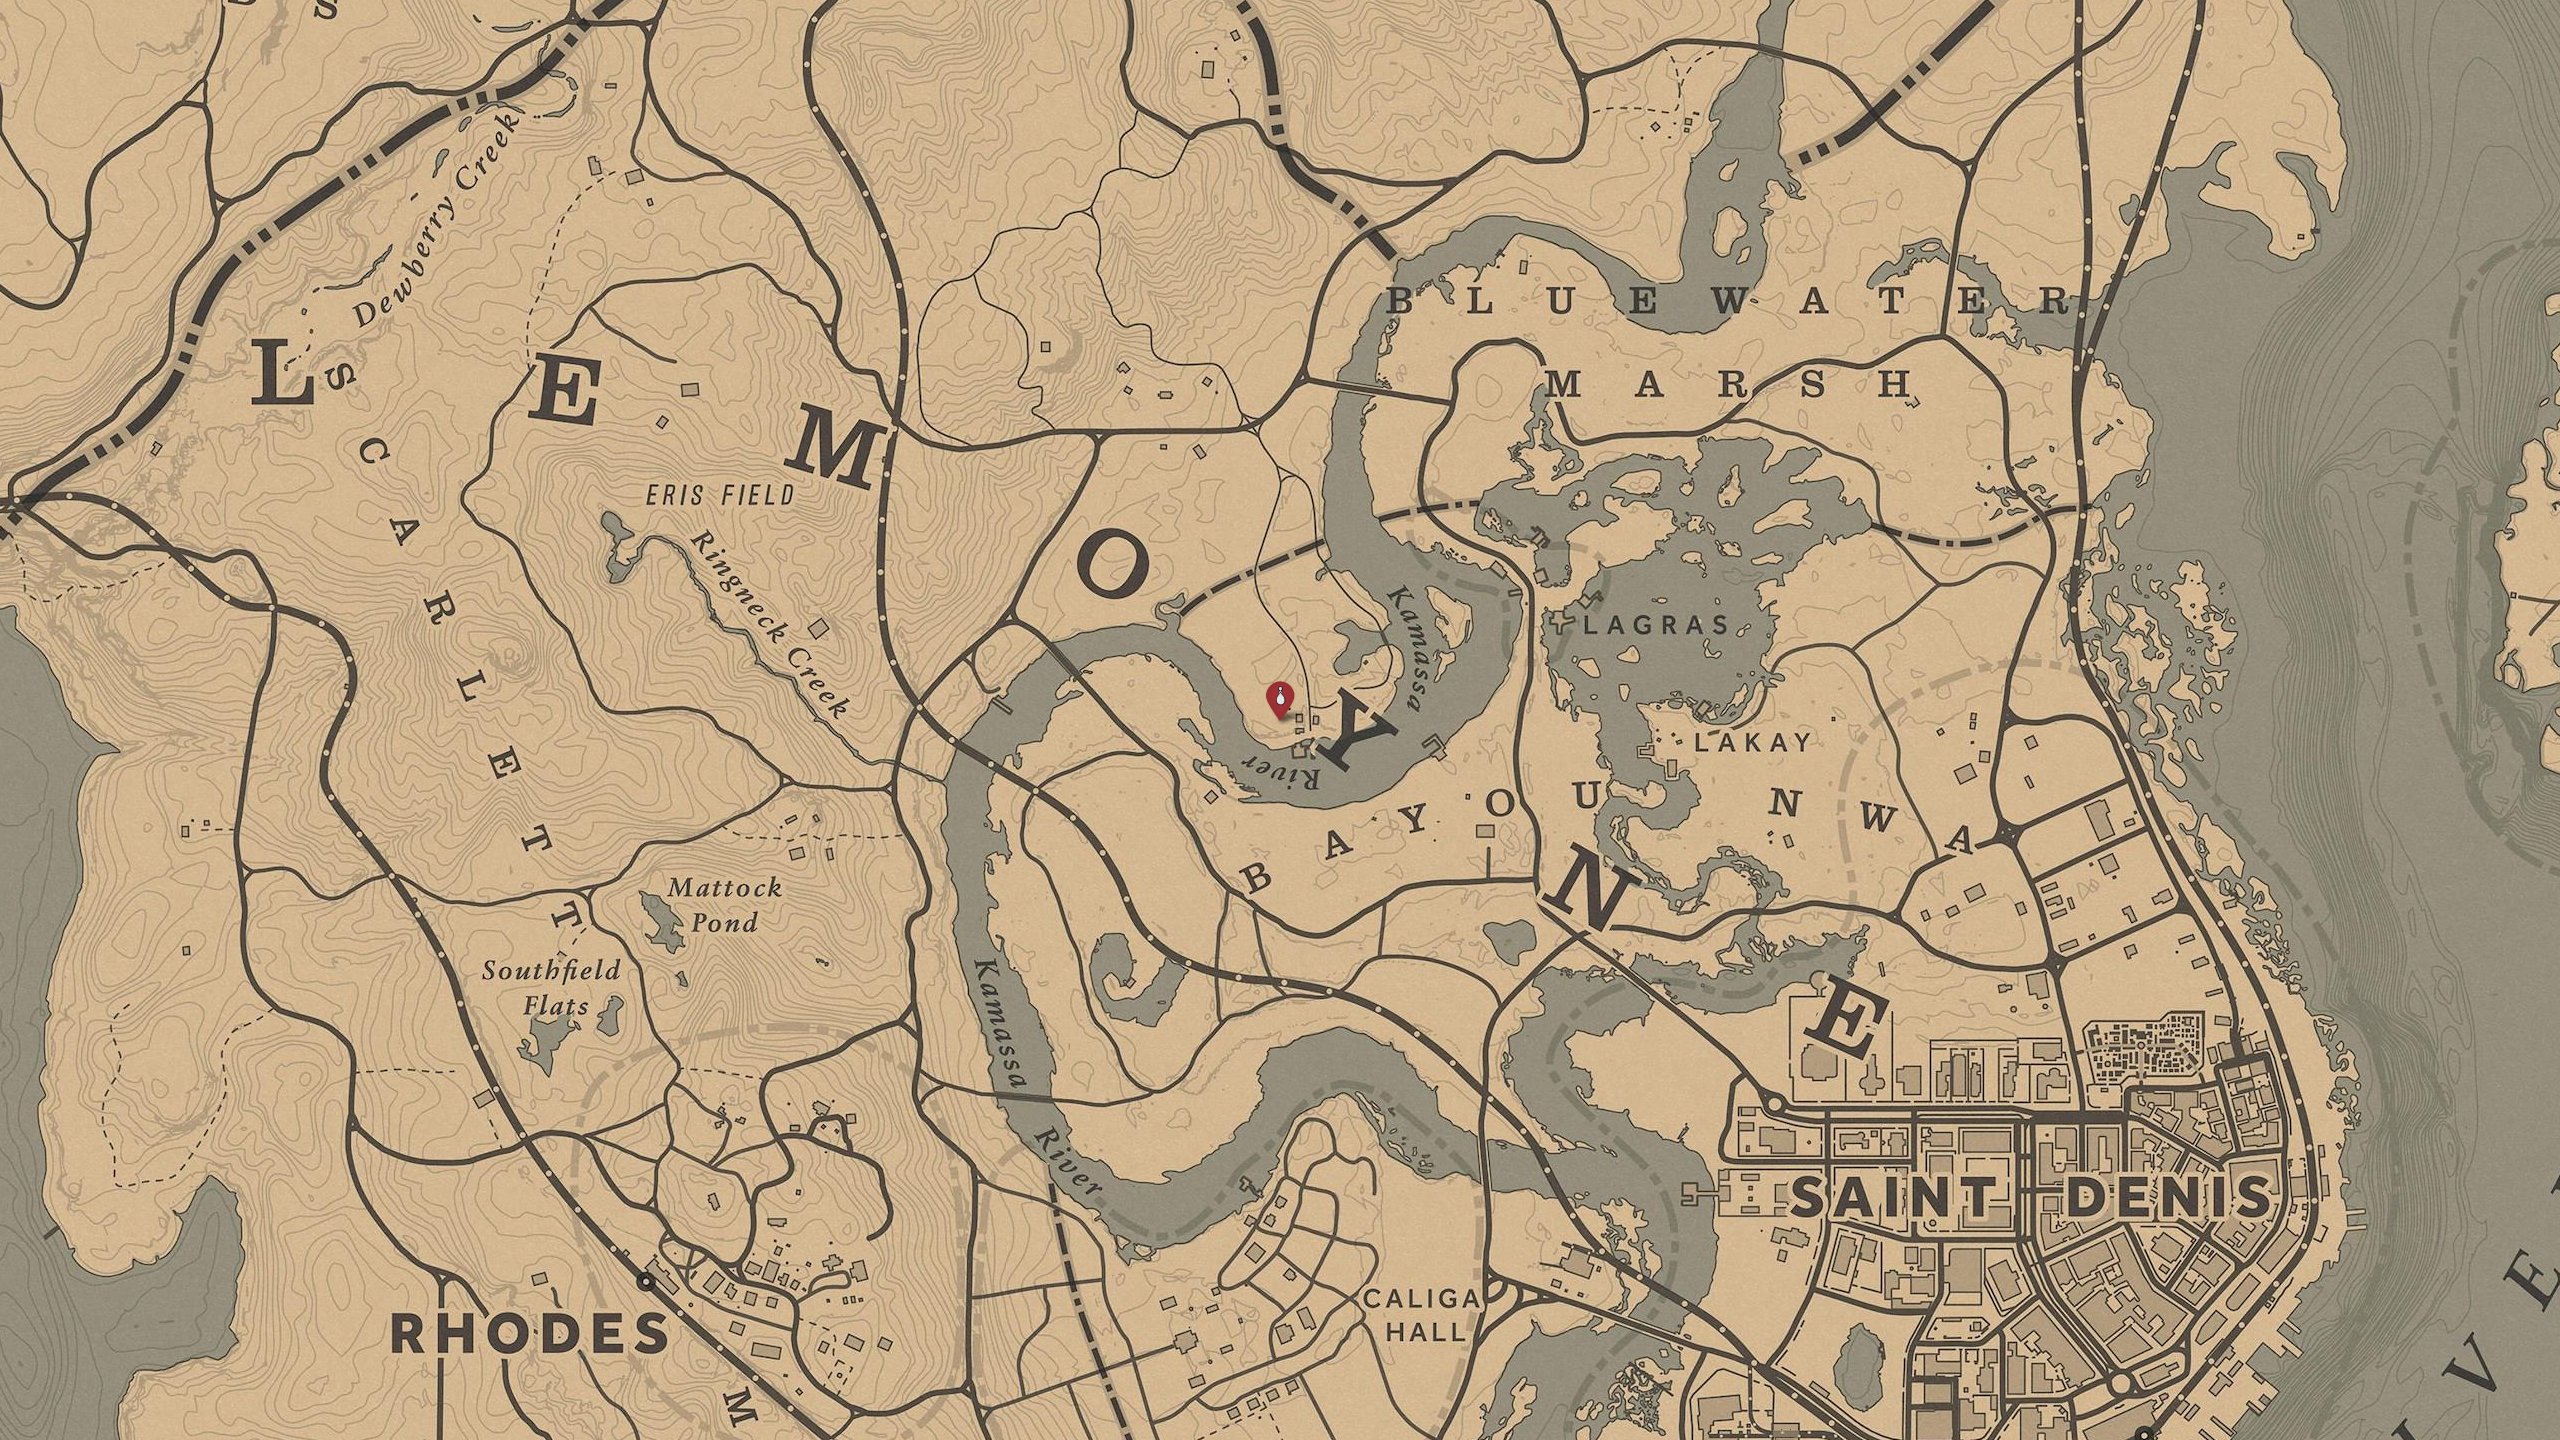 Dewberry Creek
LEMOYNE
SCARLETT M
BLUEWATER
MARSH
ERIS FIELD
Ringneck Creek
Kamassa
River
LAGRAS
LAKAY
BAYOU NWA
Mattock
Pond
Southfield
Flats
Kamassa
River
SAINT DENIS
CALIGA
HALL
RHODES